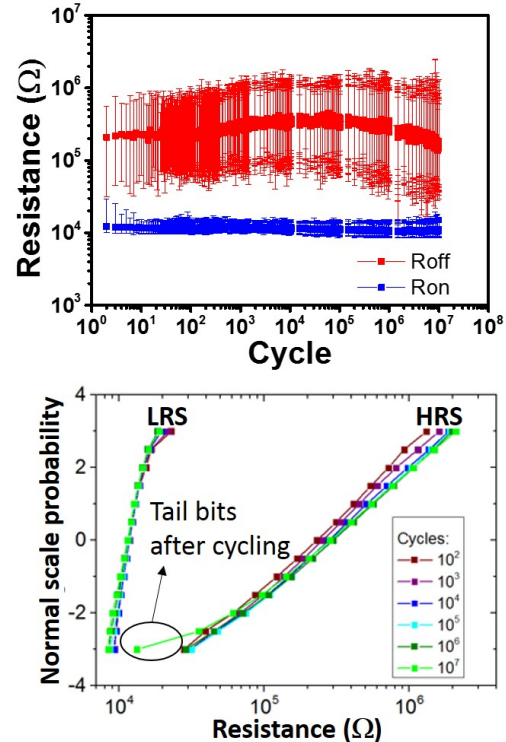 Resistance (Ω)
10⁷
10⁶
10⁵
10⁴
10³
Roff
Ron
10⁰ 10¹ 10² 10³ 10⁴ 10⁵ 10⁶ 10⁷ 10⁸
Cycle
Normal scale probability
4
2
0
-2
-4
LRS
HRS
Tail bits
after cycling
Cycles:
10²
10³
10⁴
10⁵
10⁶
10⁷
10⁴ 10⁵ 10⁶
Resistance (Ω)